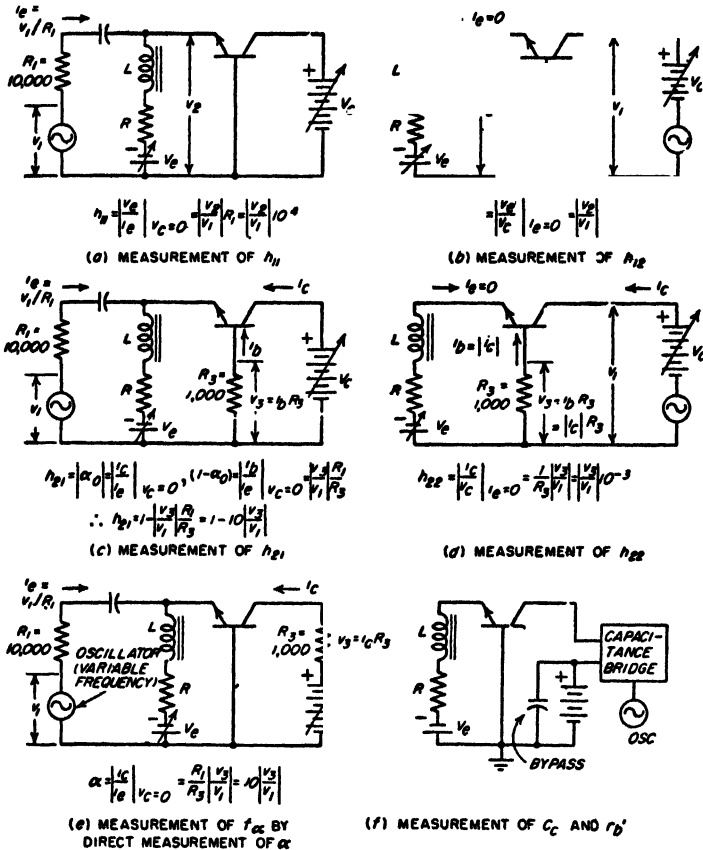 ie= v1/R1
ie=0
R1= 10,000
L
R
Ve
v1
v2
Vc
L
R
Ve
v1
Vc
h11=|ve/ie| vC=0 =|v2/v1|R1=|v2/v1|10^4
=|ve/vc| ie=0 =|v2/v1|
(a) MEASUREMENT OF h11
(b) MEASUREMENT OF h12
ie= v1/R1
ic
ie=0
ic
R1= 10,000
L
ib
R
R3= 1,000
v3=ib R3
Ve
v1
Vc
L
ib=|ic|
R
R3= 1,000
v3=ib R3
=|ic|R3
Ve
v1
h21=|α0|=|ic/ie| vC=0, (1-α0)=|ib/ie| vC=0=|v3/v1|R1/R3
∴ h21=1-|v3/v1|R1/R3=1-10|v3/v1|
h22=|ic/vc| ie=0 =1/R3|v3/v1|=|v3/v1|10^-3
(c) MEASUREMENT OF h21
(d) MEASUREMENT OF h22
ie= v1/R1
ic
R1= 10,000
OSCILLATOR
(VARIABLE
FREQUENCY)
L
R
Ve
v1
R3= 1,000
v3=ic R3
L
R
Ve
BYPASS
CAPACI-
TANCE
BRIDGE
OSC
α=|ic/ie| vC=0 =R1/R3|v3/v1|=10|v3/v1|
(e) MEASUREMENT OF fα BY
DIRECT MEASUREMENT OF α
(f) MEASUREMENT OF Cc AND rb'